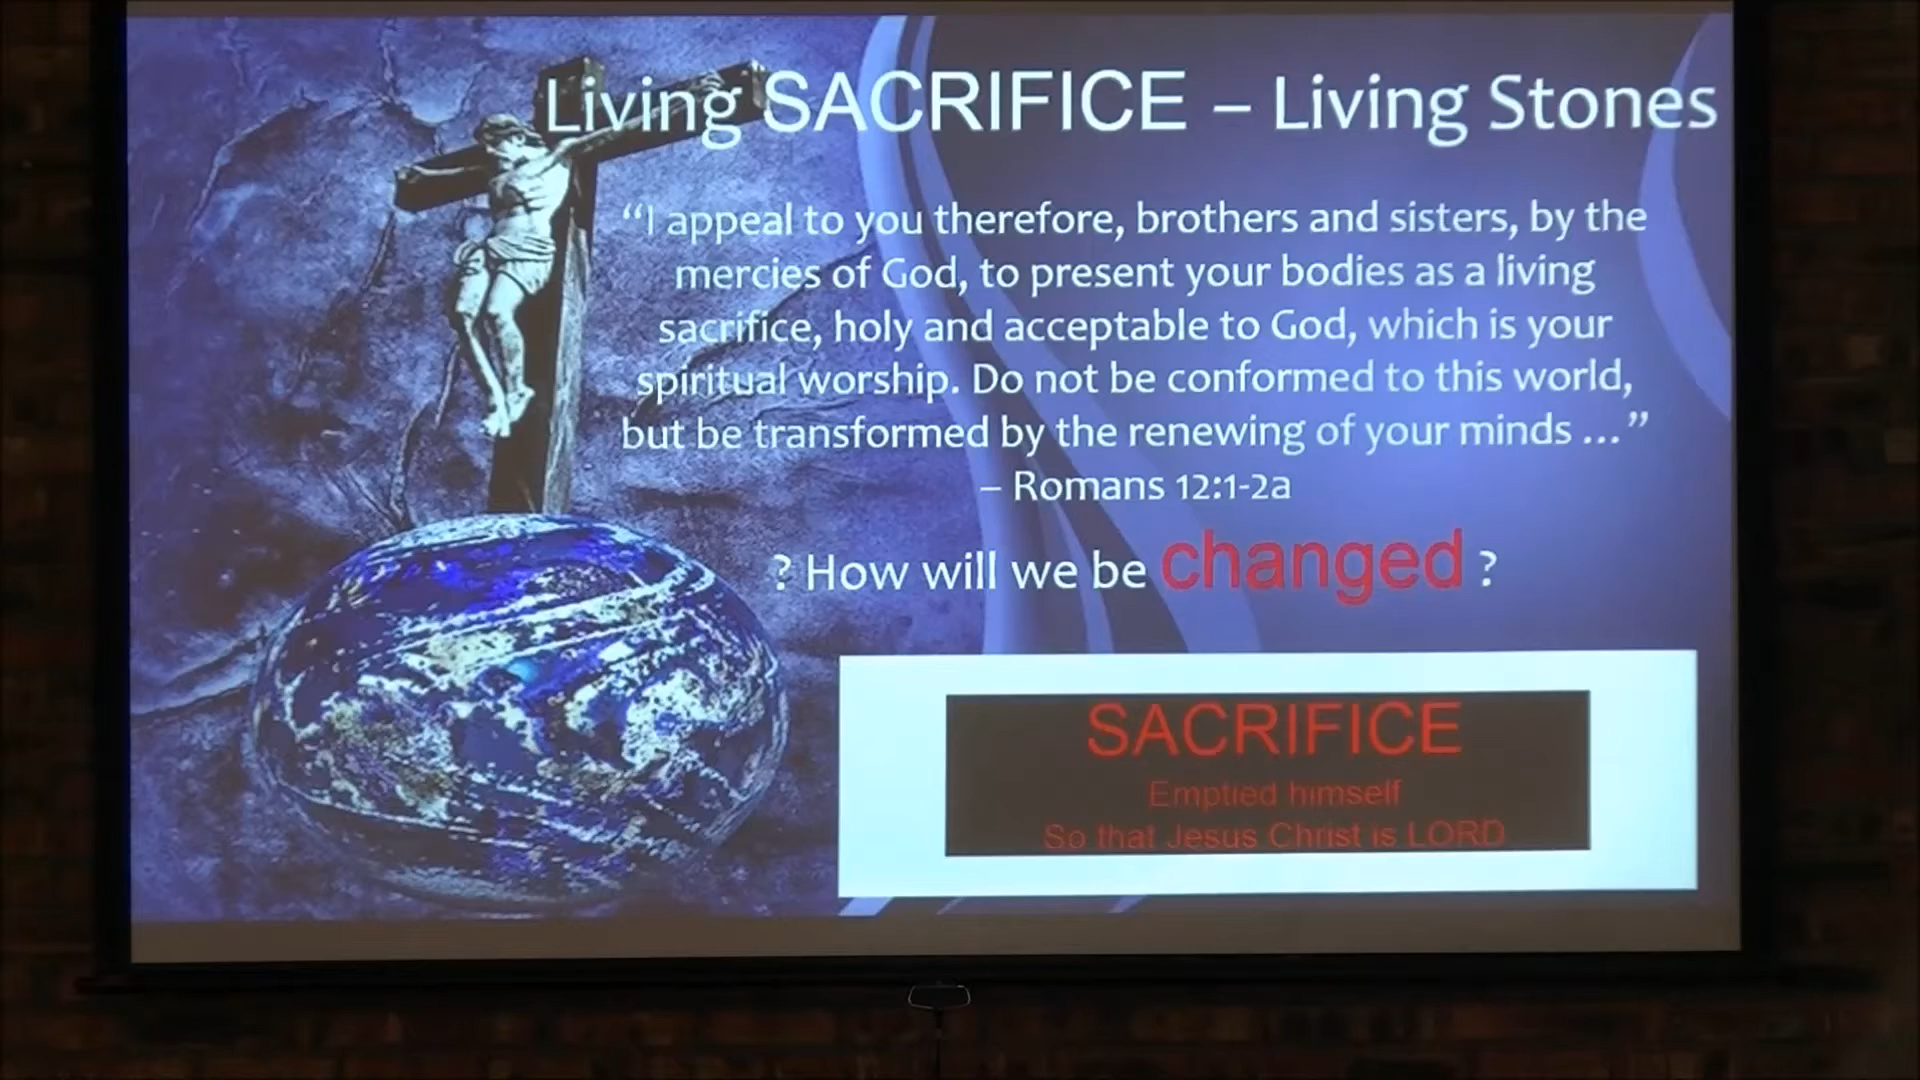 Living SACRIFICE – Living Stones
“I appeal to you therefore, brothers and sisters, by the
mercies of God, to present your bodies as a living
sacrifice, holy and acceptable to God, which is your
spiritual worship. Do not be conformed to this world,
but be transformed by the renewing of your minds ...”
– Romans 12:1-2a
? How will we be changed ?
SACRIFICE
Emptied himself
So that Jesus Christ is LORD